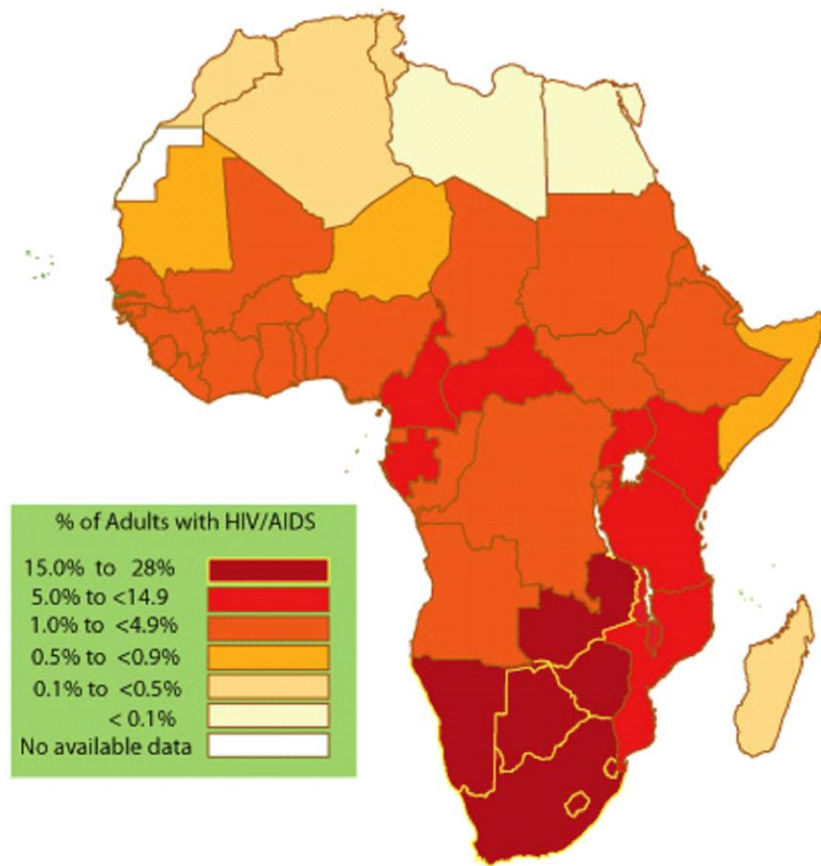 % of Adults with HIV/AIDS
15.0% to 28%
5.0% to <14.9
1.0% to <4.9%
0.5% to <0.9%
0.1% to <0.5%
< 0.1%
No available data